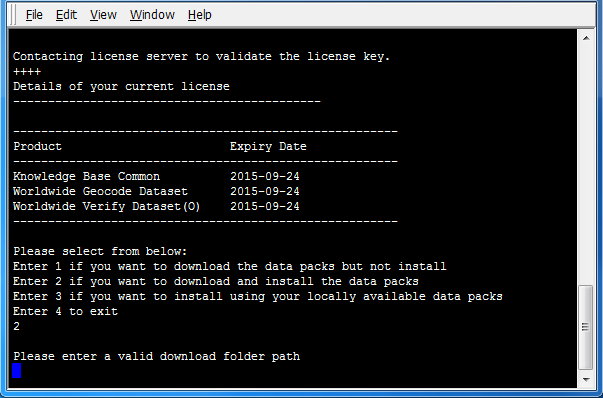 File Edit View Window Help
Contacting license server to validate the license key.
++++
Details of your current license
--------------------------------------------
-------------------------------------------------------
Product Expiry Date
-------------------------------------------------------
Knowledge Base Common 2015-09-24
Worldwide Geocode Dataset 2015-09-24
Worldwide Verify Dataset(O) 2015-09-24
-------------------------------------------------------
Please select from below:
Enter 1 if you want to download the data packs but not install
Enter 2 if you want to download and install the data packs
Enter 3 if you want to install using your locally available data packs
Enter 4 to exit
2
Please enter a valid download folder path